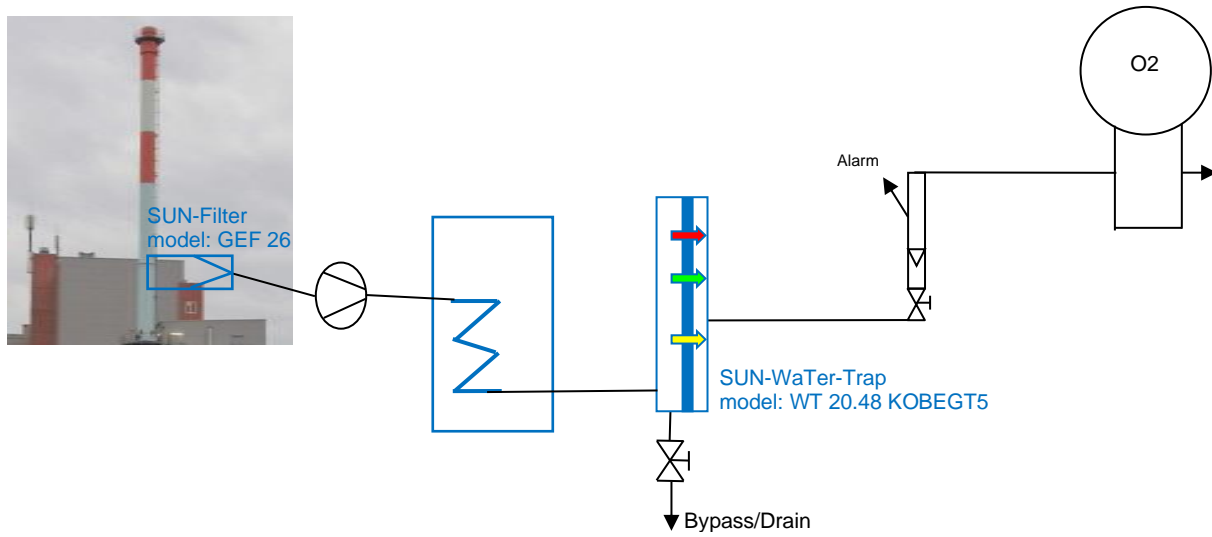 O2
Alarm
SUN-Filter
model: GEF 26
SUN-WaTer-Trap
model: WT 20.48 KOBEGT5
Bypass/Drain